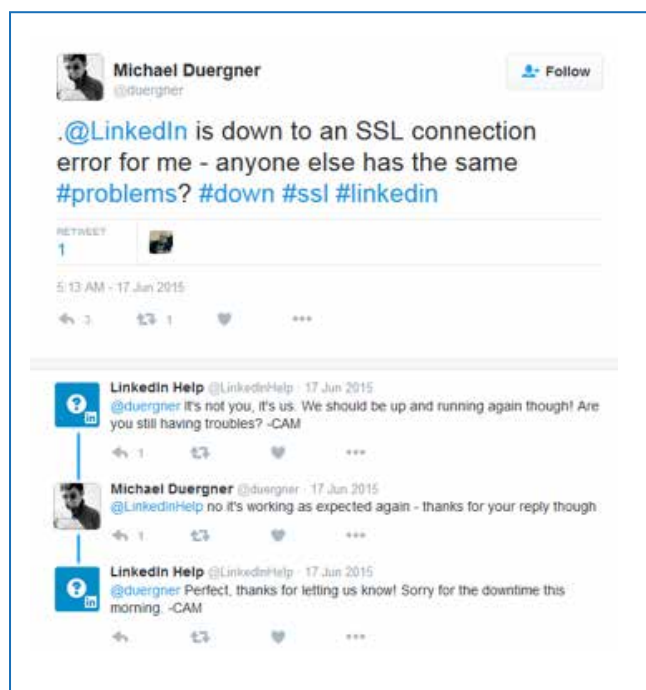 Michael Duergner
@duergner
Follow
.@LinkedIn is down to an SSL connection
error for me - anyone else has the same
#problems? #down #ssl #linkedin
RETWEET
1
5:13 AM - 17 Jun 2015
3 1
LinkedIn Help @LinkedInHelp · 17 Jun 2015
@duergner It's not you, it's us. We should be up and running again though! Are
you still having troubles? -CAM
1
Michael Duergner @duergner · 17 Jun 2015
@LinkedInHelp no it's working as expected again - thanks for your reply though
1
LinkedIn Help @LinkedInHelp · 17 Jun 2015
@duergner Perfect, thanks for letting us know! Sorry for the downtime this
morning. -CAM